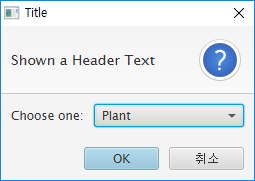 Title
Shown a Header Text
?
Choose one: Plant
OK 취소